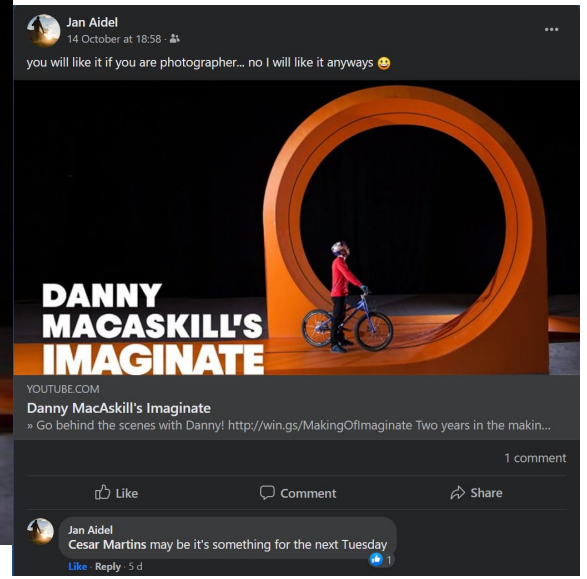 Jan Aidel
14 October at 18:58 ·
you will like it if you are photographer... no I will like it anyways 😀
DANNY
MACASKILL'S
IMAGINATE
YOUTUBE.COM
Danny MacAskill's Imaginate
» Go behind the scenes with Danny! http://win.gs/MakingOfImaginate Two years in the makin...
1 comment
Like Comment Share
Jan Aidel
Cesar Martins may be it's something for the next Tuesday
1
Like · Reply · 5 d